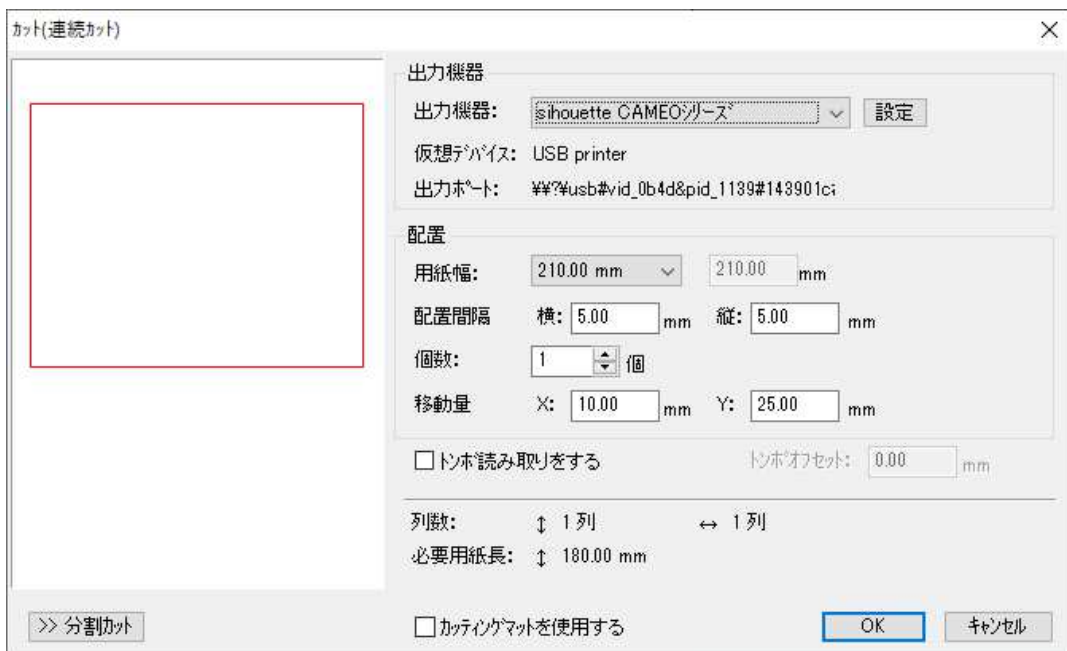 カット(連続カット)
出力機器
出力機器: sihouette CAMEOシリーズ 設定
仮想デバイス: USB printer
出力ポート: ¥¥?¥usb#vid_0b4d&pid_1139#143901c
配置
用紙幅: 210.00 mm 210.00 mm
配置間隔 横: 5.00 mm 縦: 5.00 mm
個数: 1 個
移動量 X: 10.00 mm Y: 25.00 mm
トンボ読み取りをする トンボオフセット: 0.00 mm
列数: ↕ 1 列 ↔ 1 列
必要用紙長: ↕ 180.00 mm
>> 分割カット カッティングマットを使用する OK キャンセル